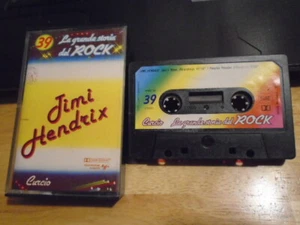 39 La grande storia
del ROCK
Jimi
Hendrix
Curcio
39
Curcio La grande storia del ROCK